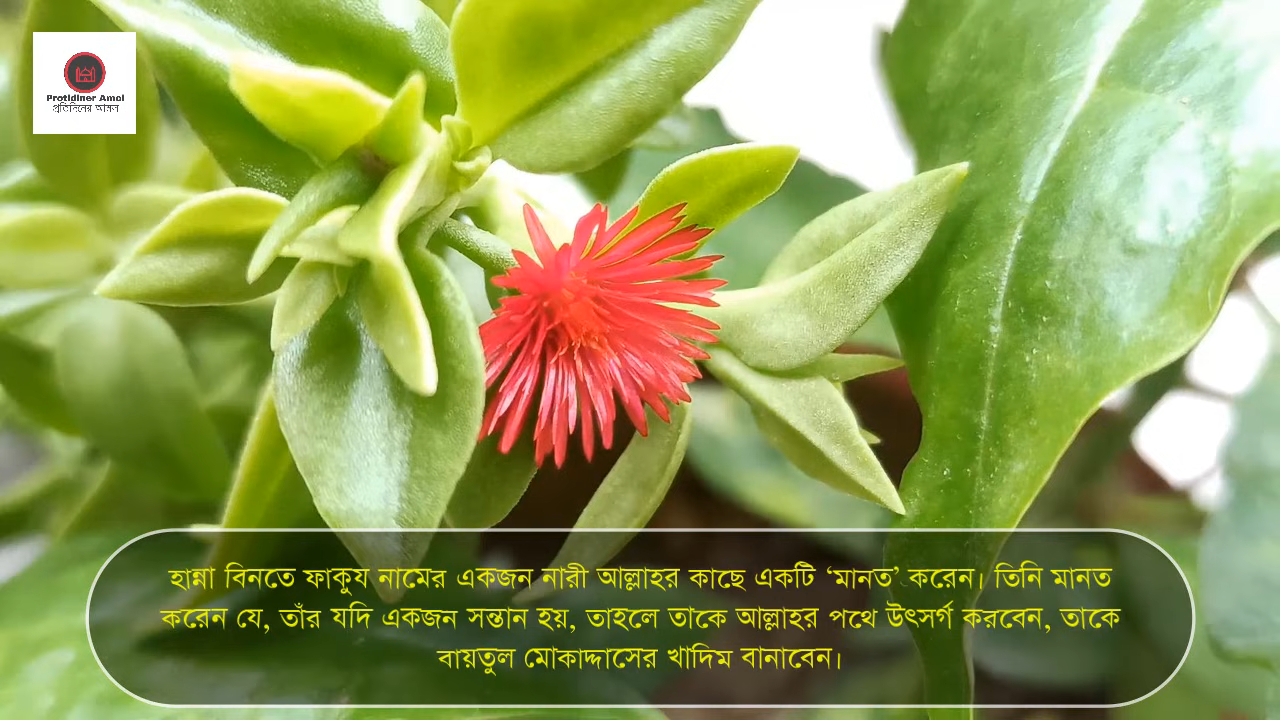 Protidiner Amol
প্রতিদিনের আমল
হান্না বিনতে ফাকুয নামের একজন নারী আল্লাহর কাছে একটি ‘মানত’ করেন। তিনি মানত
করেন যে, তাঁর যদি একজন সন্তান হয়, তাহলে তাকে আল্লাহর পথে উৎসর্গ করবেন, তাকে
বায়তুল মোকাদ্দাসের খাদিম বানাবেন।